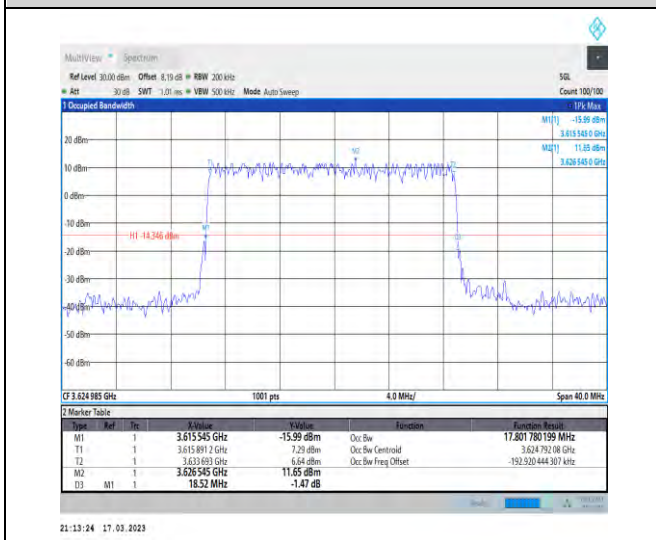 MultiView Spectrum
Ref Level 30.00 dBm Offset 8.19 dB RBW 200 kHz SGL
Att 30 dB SWT 1.01 ms VBW 500 kHz Mode Auto Sweep Count 100/100
1 Occupied Bandwidth 1Pk Max
M1[1] -15.99 dBm
3.615 545 0 GHz
M2[1] 11.65 dBm
3.626 545 0 GHz
20 dBm
10 dBm
0 dBm
-10 dBm
-20 dBm
-30 dBm
-40 dBm
-50 dBm
-60 dBm
H1 -14.346 dBm
M1
M2
T2
CF 3.624 985 GHz 1001 pts 4.0 MHz/ Span 40.0 MHz
2 Marker Table
Type Ref Trc X-Value Y-Value Function Function Result
M1 1 3.615 545 GHz -15.99 dBm Occ Bw 17.801 780 199 MHz
T1 1 3.615 891 2 GHz 7.29 dBm Occ Bw Centroid 3.624 792 08 GHz
T2 1 3.633 693 GHz 6.64 dBm Occ Bw Freq Offset -192.920 444 307 kHz
M2 1 3.626 545 GHz 11.65 dBm
D3 M1 1 18.52 MHz -1.47 dB
21:13:24 17.03.2023